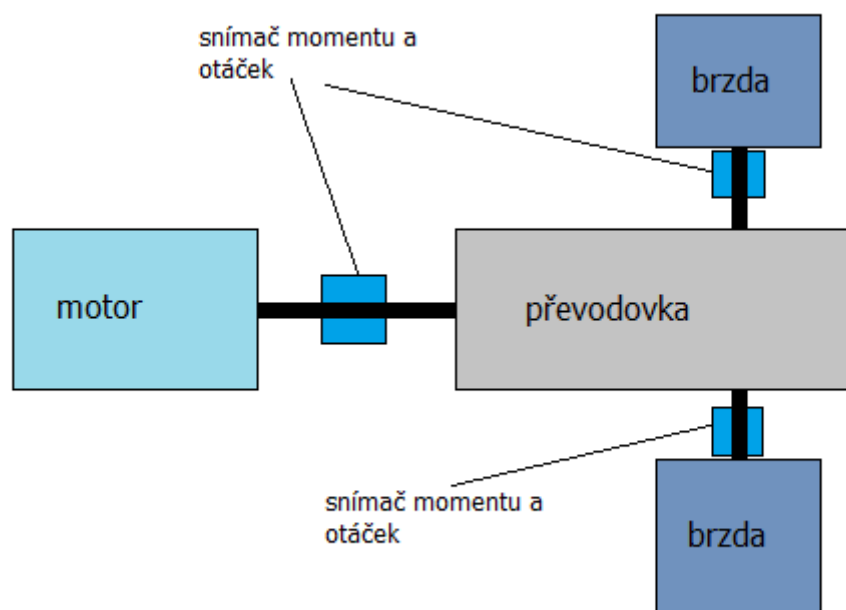 snímač momentu a
otáček
brzda
motor
převodovka
snímač momentu a
otáček
brzda